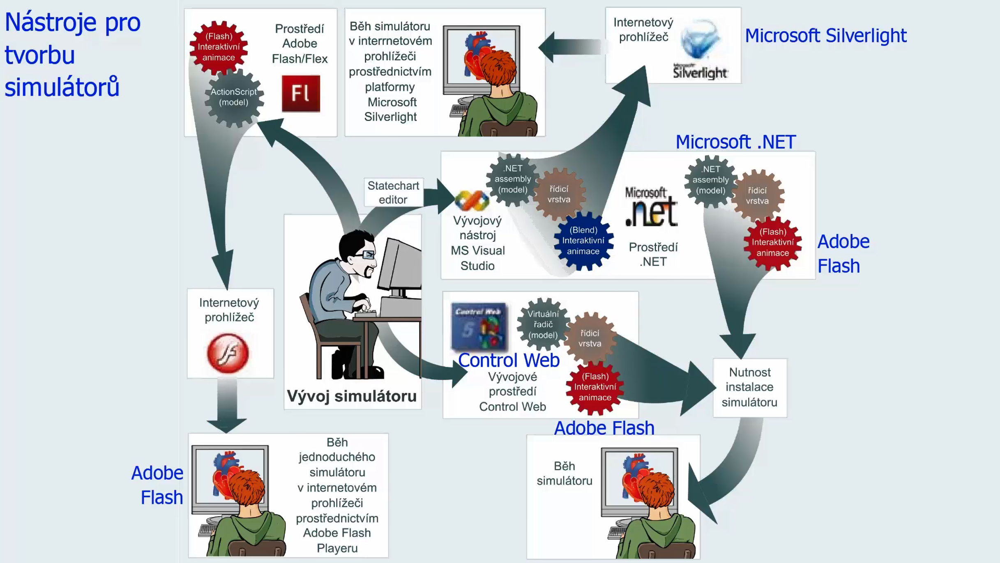 Nástroje pro
tvorbu
simulátorů
(Flash)
Interaktivní
animace
ActionScript
(model)
Prostředí
Adobe
Flash/Flex
Fl
Běh simulátoru
v interrnetovém
prohlížeči
prostřednictvím
platformy
Microsoft
Silverlight
Internetový
prohlížeč
Microsoft
Silverlight
Microsoft Silverlight
Microsoft .NET
Statechart
editor
.NET
assembly
(model)
řídicí
vrstva
(Blend)
Interaktivní
animace
Vývojový
nástroj
MS Visual
Studio
Microsoft
.net
Prostředí
.NET
.NET
assembly
(model)
řídicí
vrstva
(Flash)
Interaktivní
animace
Adobe
Flash
Internetový
prohlížeč
Vývoj simulátoru
Control Web
5
Virtuální
řadič
(model)
řídicí
vrstva
(Flash)
Interaktivní
animace
Control Web
Vývojové
prostředí
Control Web
Adobe Flash
Nutnost
instalace
simulátoru
Adobe
Flash
Běh
jednoduchého
simulátoru
v internetovém
prohlížeči
prostřednictvím
Adobe Flash
Playeru
Běh
simulátoru